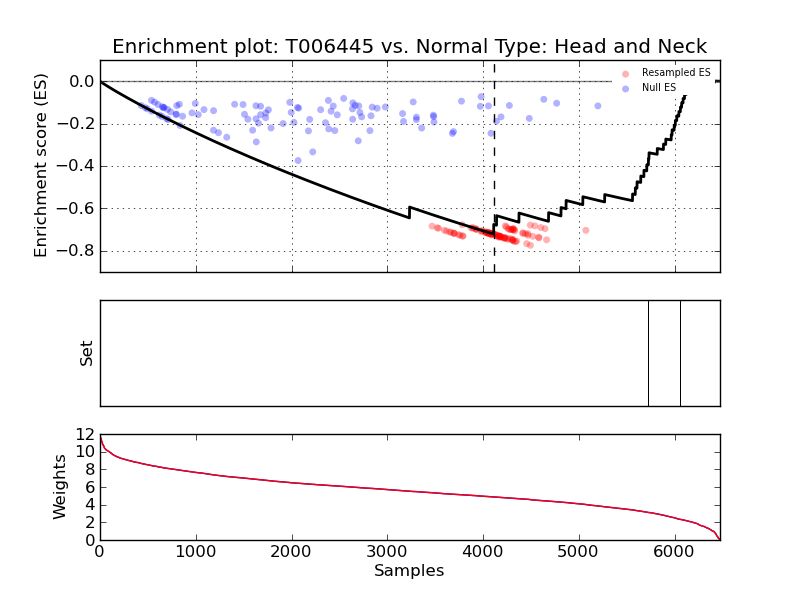 Enrichment plot: T006445 vs. Normal Type: Head and Neck
Enrichment score (ES)
0.0
−0.2
−0.4
−0.6
−0.8
Resampled ES
Null ES
Set
Weights
12
10
8
6
4
2
0
0 1000 2000 3000 4000 5000 6000
Samples